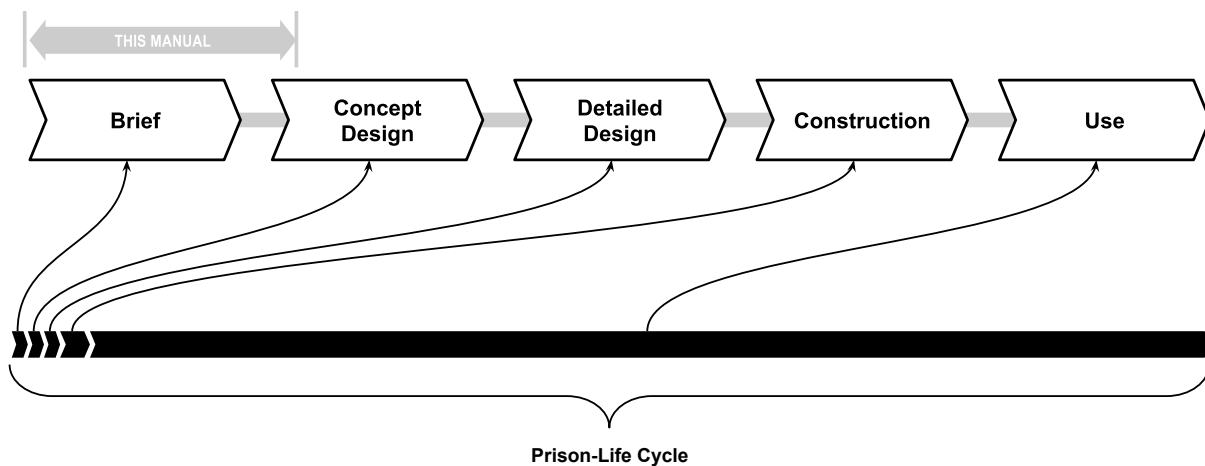 THIS MANUAL
Brief
Concept
Design
Detailed
Design
Construction
Use
Prison-Life Cycle